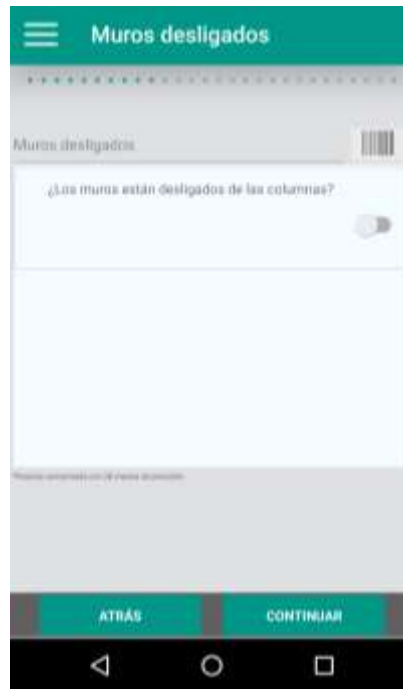 Muros desligados
Muros desligados
¿Los muros están desligados de las columnas?
ATRÁS
CONTINUAR